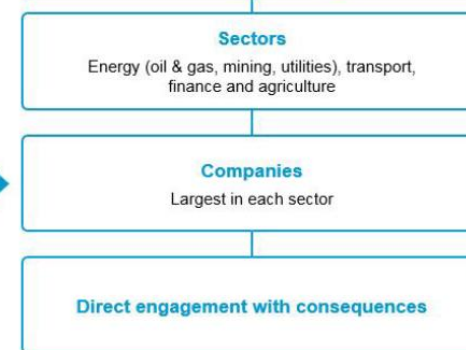 Sectors
Energy (oil & gas, mining, utilities), transport,
finance and agriculture
Companies
Largest in each sector
Direct engagement with consequences